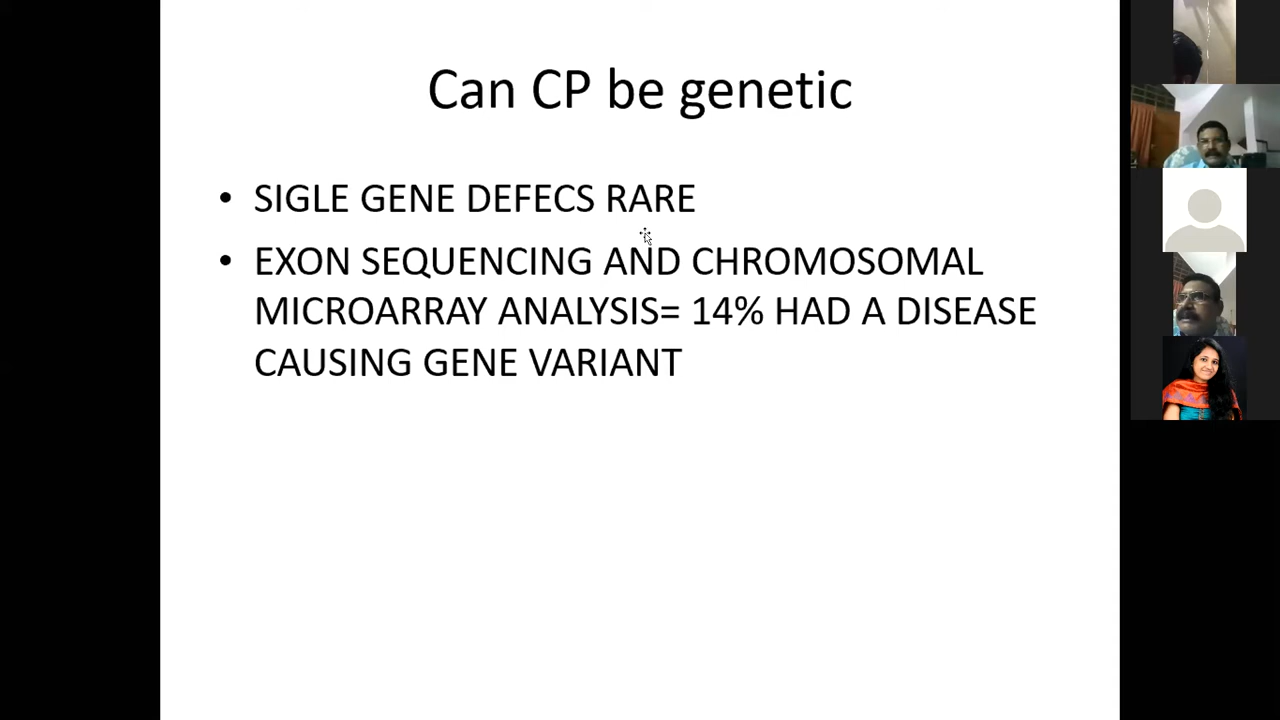 Can CP be genetic
• SIGLE GENE DEFECS RARE
• EXON SEQUENCING AND CHROMOSOMAL
MICROARRAY ANALYSIS= 14% HAD A DISEASE
CAUSING GENE VARIANT